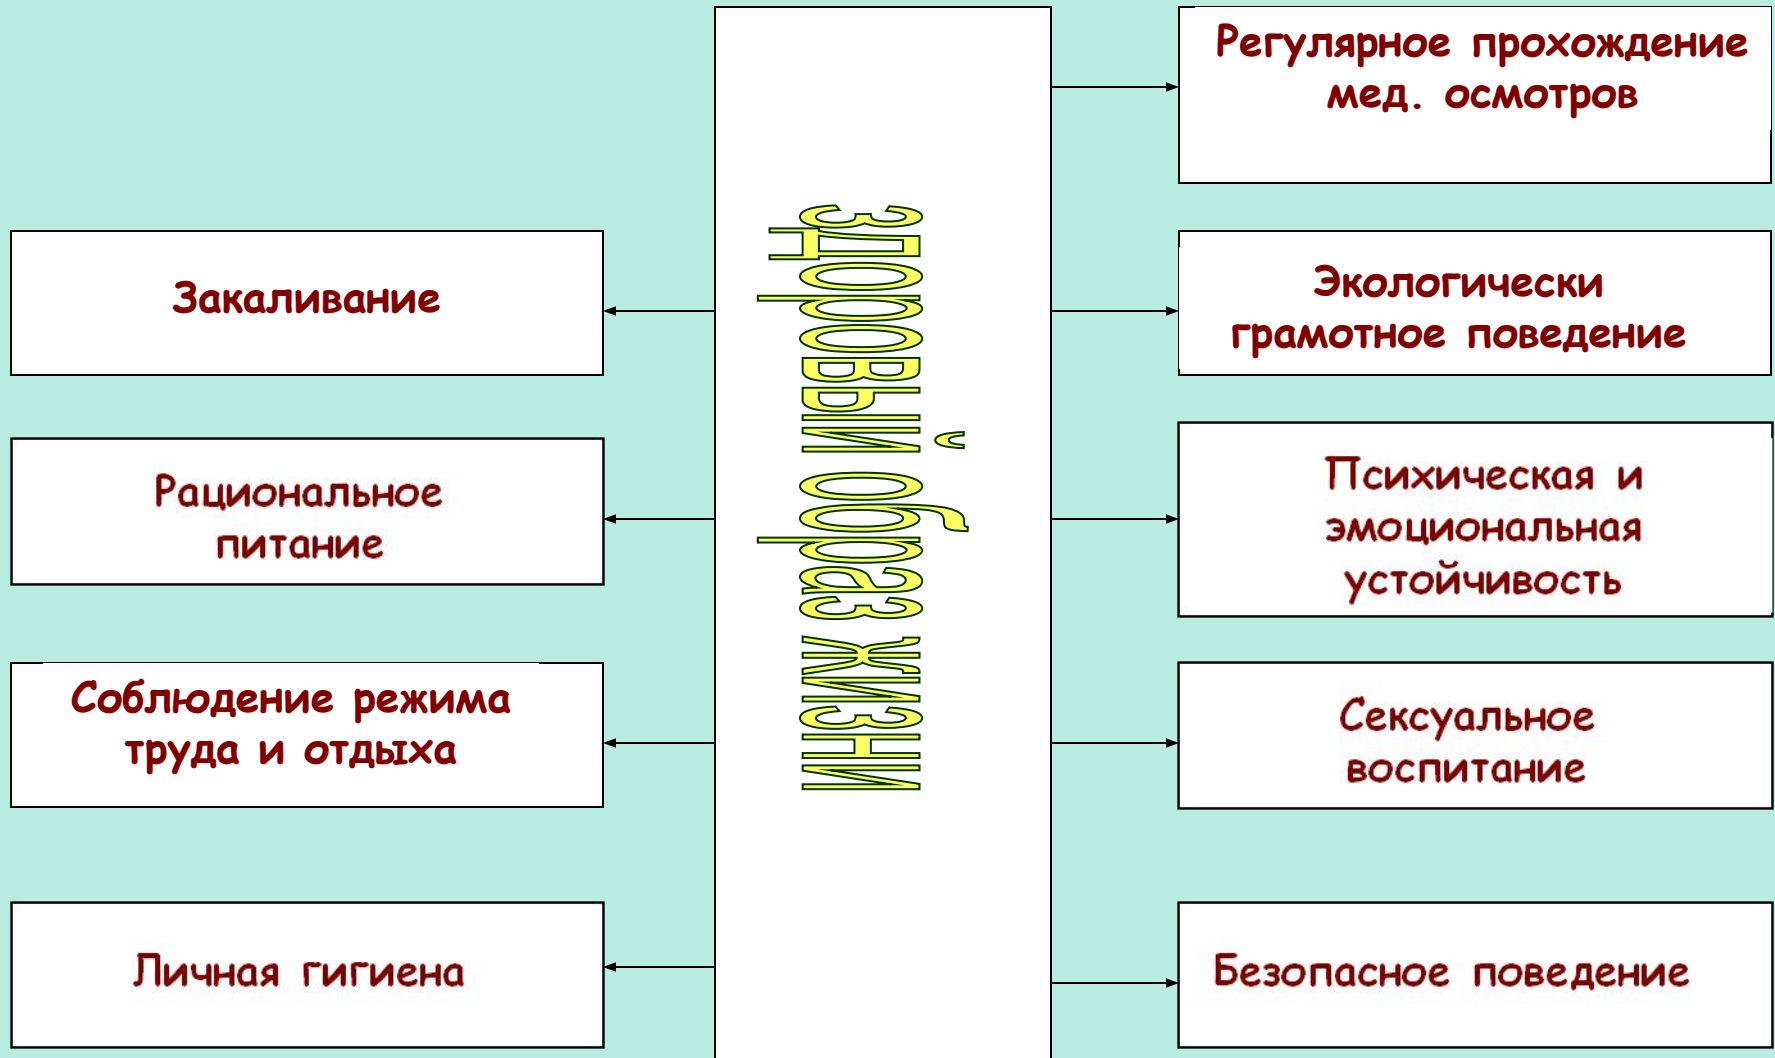 Закаливание
Рациональное
питание
Соблюдение режима
труда и отдыха
Личная гигиена
здоровый образ жизни
Регулярное прохождение
мед. осмотров
Экологически
грамотное поведение
Психическая и
эмоциональная
устойчивость
Сексуальное
воспитание
Безопасное поведение